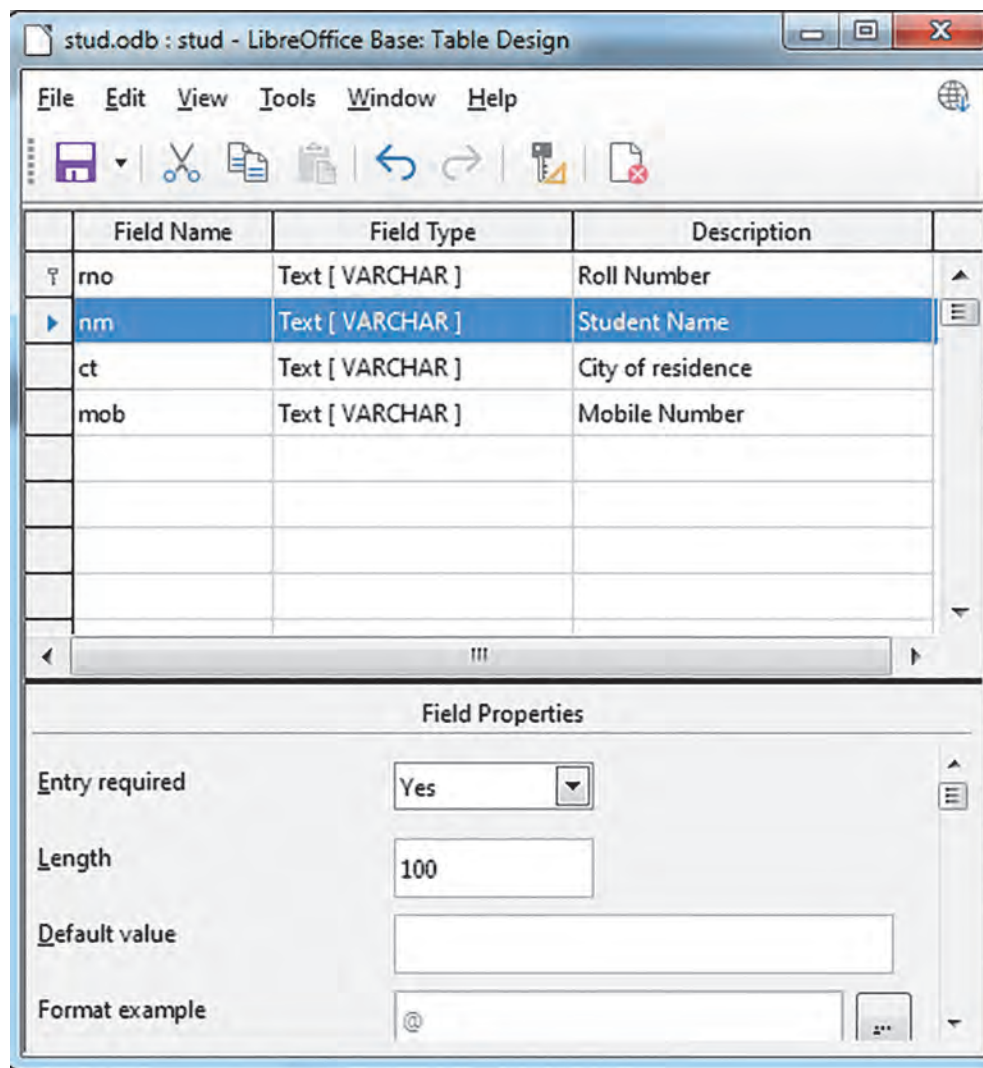 stud.odb : stud - LibreOffice Base: Table Design
File Edit View Tools Window Help
Field Name Field Type Description
rno Text [ VARCHAR ] Roll Number
nm Text [ VARCHAR ] Student Name
ct Text [ VARCHAR ] City of residence
mob Text [ VARCHAR ] Mobile Number
Field Properties
Entry required Yes
Length 100
Default value
Format example @ ...